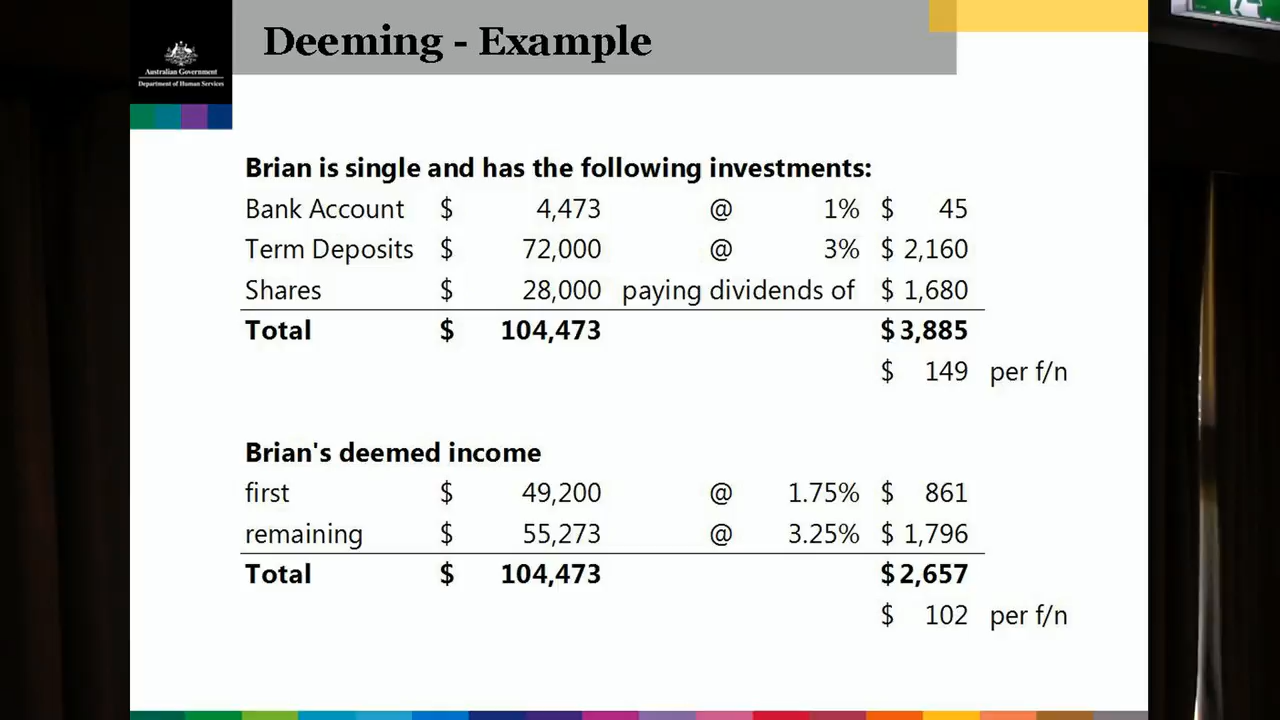 Deeming - Example
Australian Government
Department of Human Services
Brian is single and has the following investments:
Bank Account $ 4,473 @ 1% $ 45
Term Deposits $ 72,000 @ 3% $ 2,160
Shares $ 28,000 paying dividends of $ 1,680
Total $ 104,473 $ 3,885
$ 149 per f/n
Brian's deemed income
first $ 49,200 @ 1.75% $ 861
remaining $ 55,273 @ 3.25% $ 1,796
Total $ 104,473 $ 2,657
$ 102 per f/n